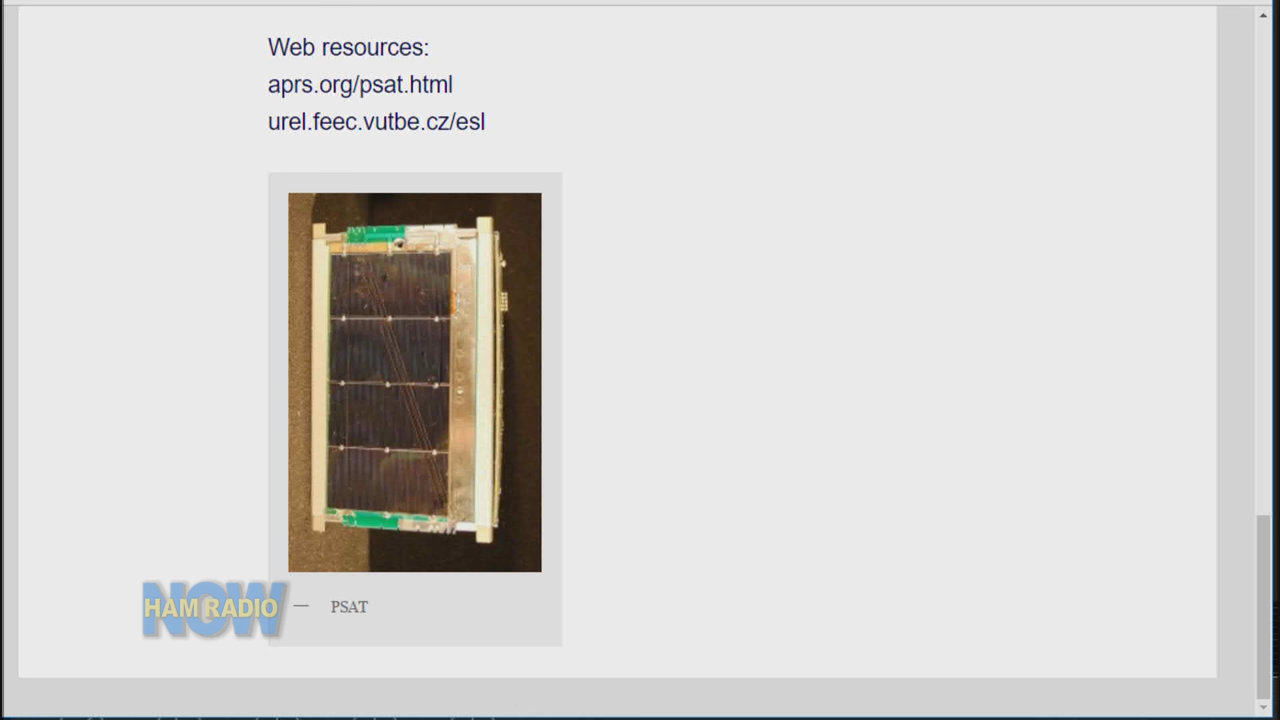 Web resources:
aprs.org/psat.html
urel.feec.vutbe.cz/esl
NOW
HAM RADIO
— PSAT